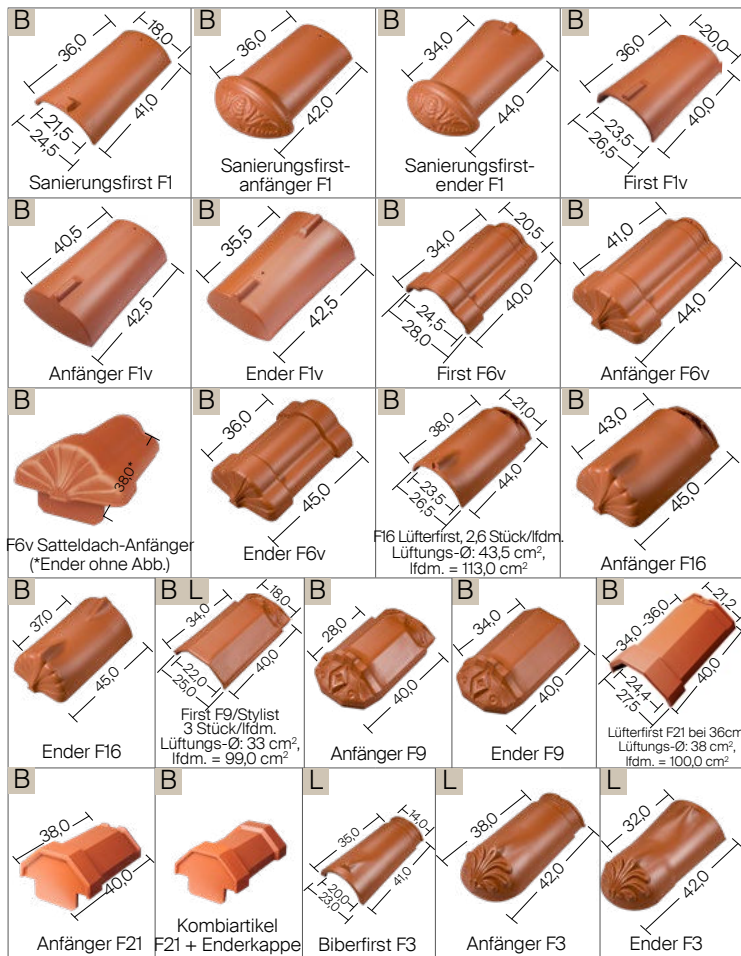 B
36,0
18,0
21,5
24,5
41,0
Sanierungsfirst F1
B
36,0
42,0
Sanierungsfirst-
anfänger F1
B
34,0
44,0
Sanierungsfirst-
ender F1
B
36,0
20,0
23,5
26,5
40,0
First F1v
B
40,5
42,5
Anfänger F1v
B
35,5
42,5
Ender F1v
B
34,0
20,5
24,5
28,0
40,0
First F6v
B
41,0
44,0
Anfänger F6v
B
38,0*
F6v Satteldach-Anfänger
(*Ender ohne Abb.)
B
36,0
45,0
Ender F6v
B
38,0
21,0
23,5
26,5
44,0
F16 Lüfterfirst, 2,6 Stück/lfdm.
Lüftungs-Ø: 43,5 cm²,
lfdm. = 113,0 cm²
B
43,0
45,0
Anfänger F16
B
37,0
45,0
Ender F16
B L
34,0
18,0
22,0
25,0
40,0
First F9/Stylist
3 Stück/lfdm.
Lüftungs-Ø: 33 cm²,
lfdm. = 99,0 cm²
B
28,0
40,0
Anfänger F9
B
34,0
40,0
Ender F9
B
34,0 -36,0
21,2
24,4
27,5
40,0
Lüfterfirst F21 bei 36cm
Lüftungs-Ø: 38 cm²,
lfdm. = 100,0 cm²
B
38,0
40,0
Anfänger F21
B
Kombiartikel
F21 + Enderkappe
L
35,0
14,0
20,0
23,0
41,0
Biberfirst F3
L
38,0
42,0
Anfänger F3
L
32,0
42,0
Ender F3